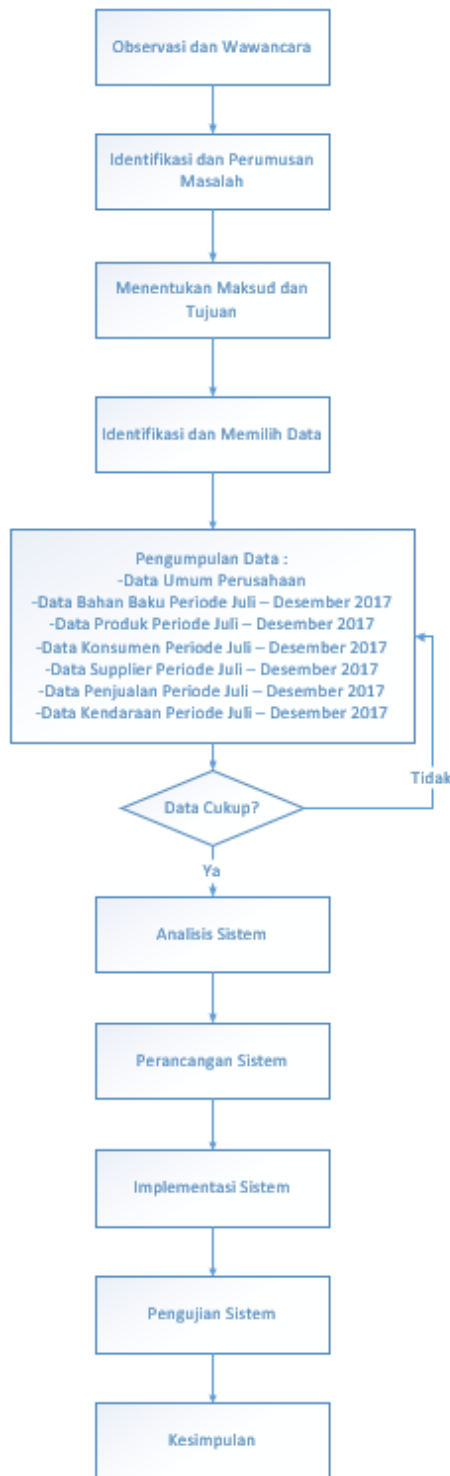 Observasi dan Wawancara
Identifikasi dan Perumusan
Masalah
Menentukan Maksud dan
Tujuan
Identifikasi dan Memilih Data
Pengumpulan Data :
-Data Umum Perusahaan
-Data Bahan Baku Periode Juli – Desember 2017
-Data Produk Periode Juli – Desember 2017
-Data Konsumen Periode Juli – Desember 2017
-Data Supplier Periode Juli – Desember 2017
-Data Penjualan Periode Juli – Desember 2017
-Data Kendaraan Periode Juli – Desember 2017
Tidak
Data Cukup?
Ya
Analisis Sistem
Perancangan Sistem
Implementasi Sistem
Pengujian Sistem
Kesimpulan